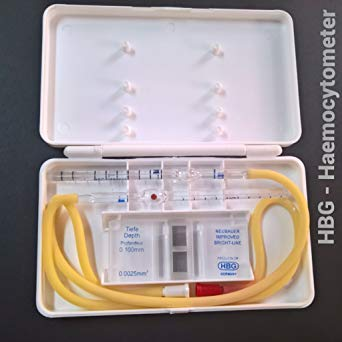 HBG - Haemocytometer
Tiefe
Depth
Profondeur
0.100mm
0.0025mm²
NEUBAUER
IMPROVED
BRIGHT-LINE
HBG
GERMANY